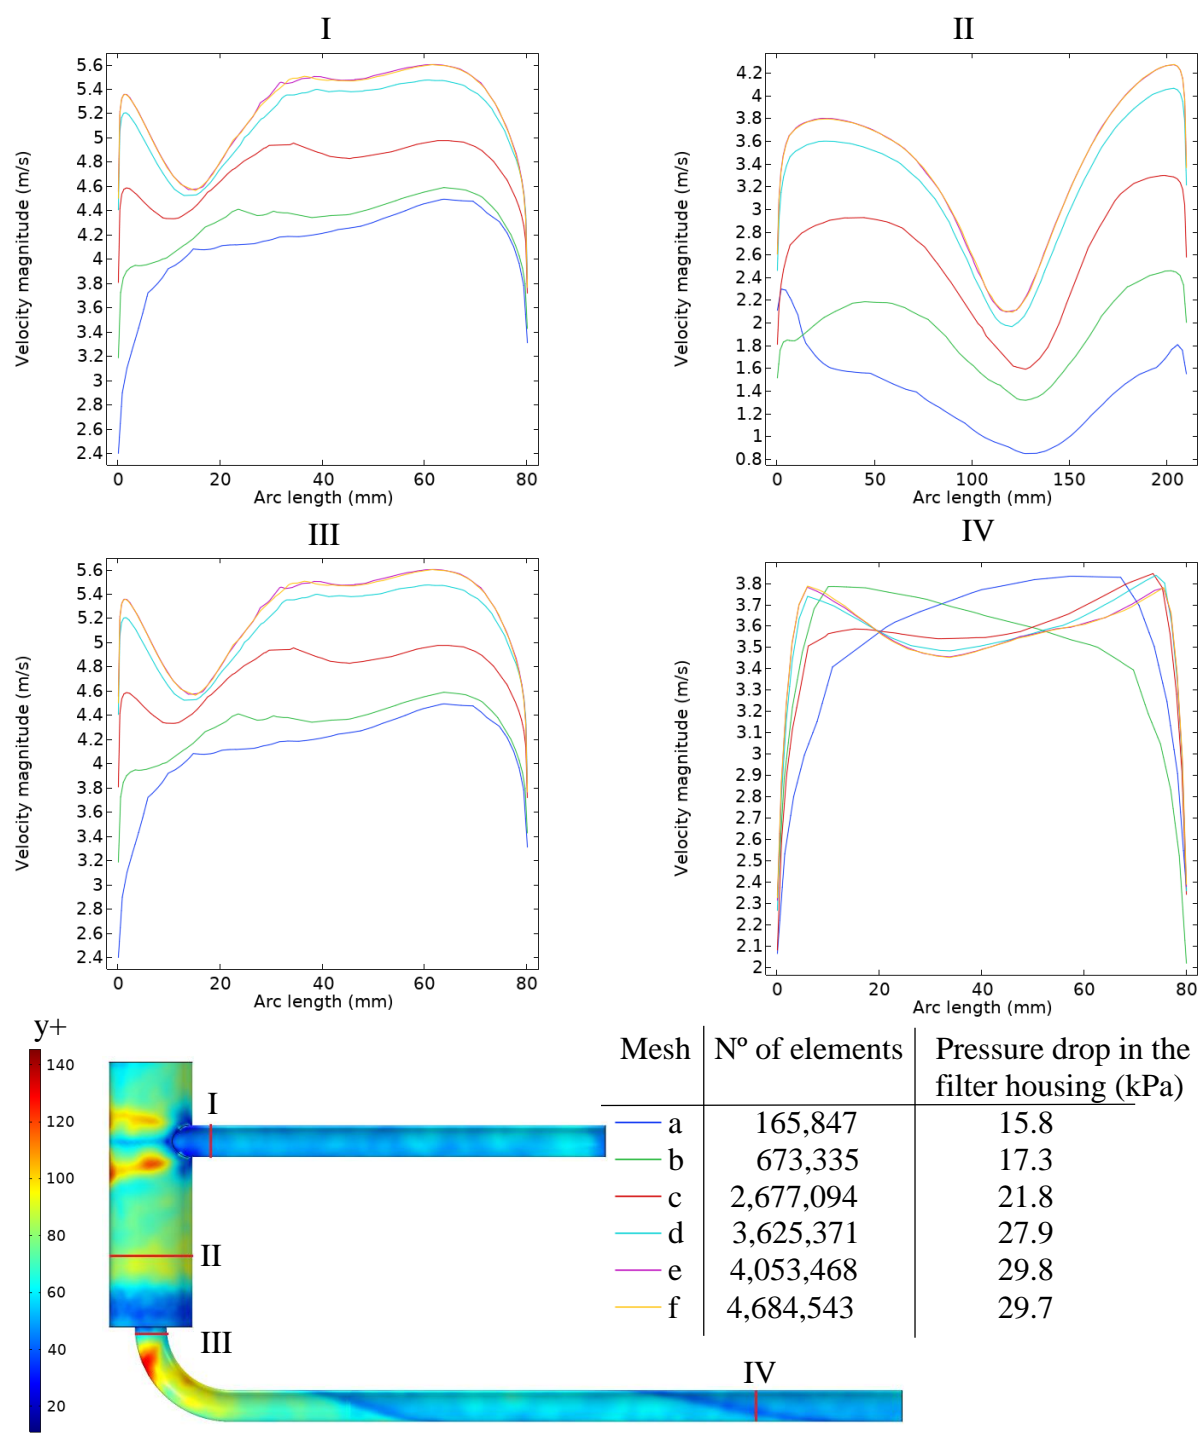 I
5.6
5.4
5.2
5
4.8
4.6
4.4
4.2
4
3.8
3.6
3.4
3.2
3
2.8
2.6
2.4
Velocity magnitude (m/s)
0 20 40 60 80
Arc length (mm)
II
4.2
4
3.8
3.6
3.4
3.2
3
2.8
2.6
2.4
2.2
2
1.8
1.6
1.4
1.2
1
0.8
Velocity magnitude (m/s)
0 50 100 150 200
Arc length (mm)
III
5.6
5.4
5.2
5
4.8
4.6
4.4
4.2
4
3.8
3.6
3.4
3.2
3
2.8
2.6
2.4
Velocity magnitude (m/s)
0 20 40 60 80
Arc length (mm)
IV
3.8
3.7
3.6
3.5
3.4
3.3
3.2
3.1
3
2.9
2.8
2.7
2.6
2.5
2.4
2.3
2.2
2.1
2
Velocity magnitude (m/s)
0 20 40 60 80
Arc length (mm)
y+
140
120
100
80
60
40
20
I
II
III
IV
Mesh Nº of elements Pressure drop in the
filter housing (kPa)
a 165,847 15.8
b 673,335 17.3
c 2,677,094 21.8
d 3,625,371 27.9
e 4,053,468 29.8
f 4,684,543 29.7